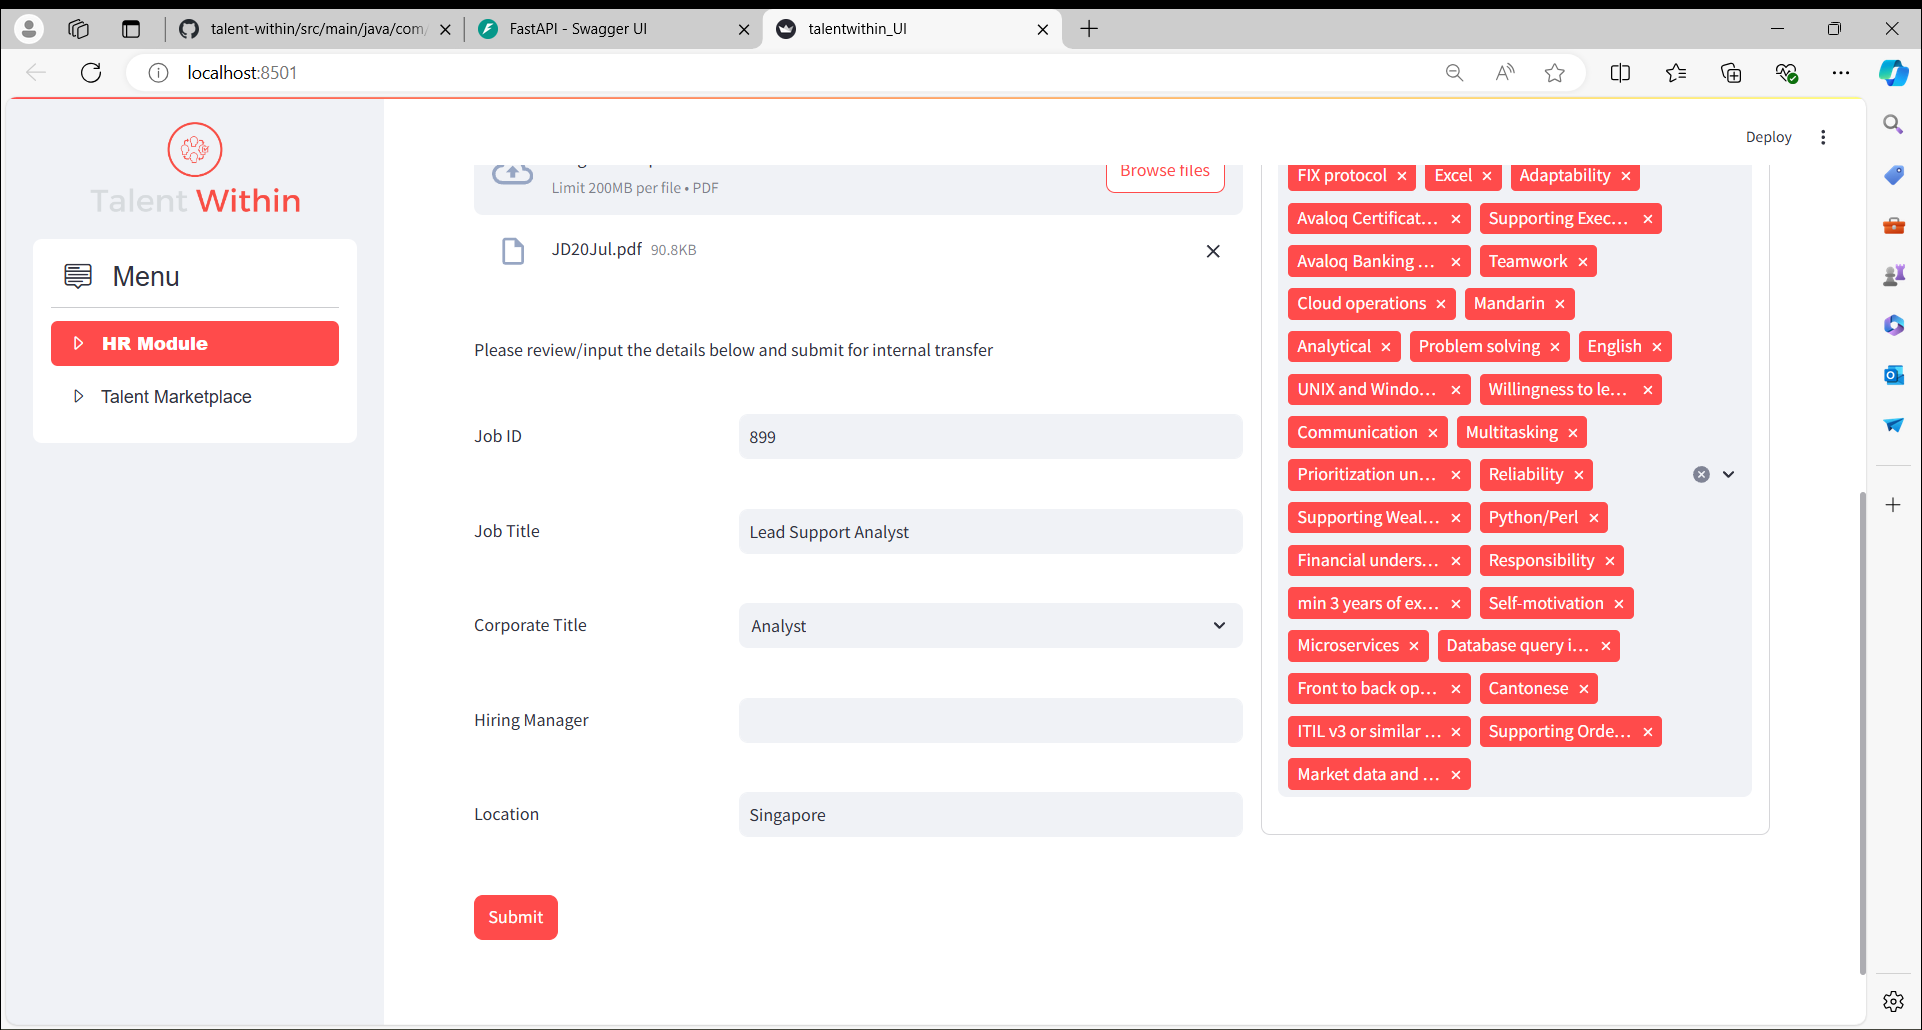 talent-within/src/main/java/com/
FastAPI - Swagger UI
talentwithin_UI
localhost:8501
Talent Within
Menu
HR Module
Talent Marketplace
Deploy
Limit 200MB per file • PDF
Browse files
JD20Jul.pdf 90.8KB
Please review/input the details below and submit for internal transfer
Job ID
899
Job Title
Lead Support Analyst
Corporate Title
Analyst
Hiring Manager
Location
Singapore
Submit
FIX protocol Excel Adaptability
Avaloq Certificat... Supporting Exec...
Avaloq Banking ... Teamwork
Cloud operations Mandarin
Analytical Problem solving English
UNIX and Windo... Willingness to le...
Communication Multitasking
Prioritization un... Reliability
Supporting Weal... Python/Perl
Financial unders... Responsibility
min 3 years of ex... Self-motivation
Microservices Database query i...
Front to back op... Cantonese
ITIL v3 or similar ... Supporting Orde...
Market data and ...